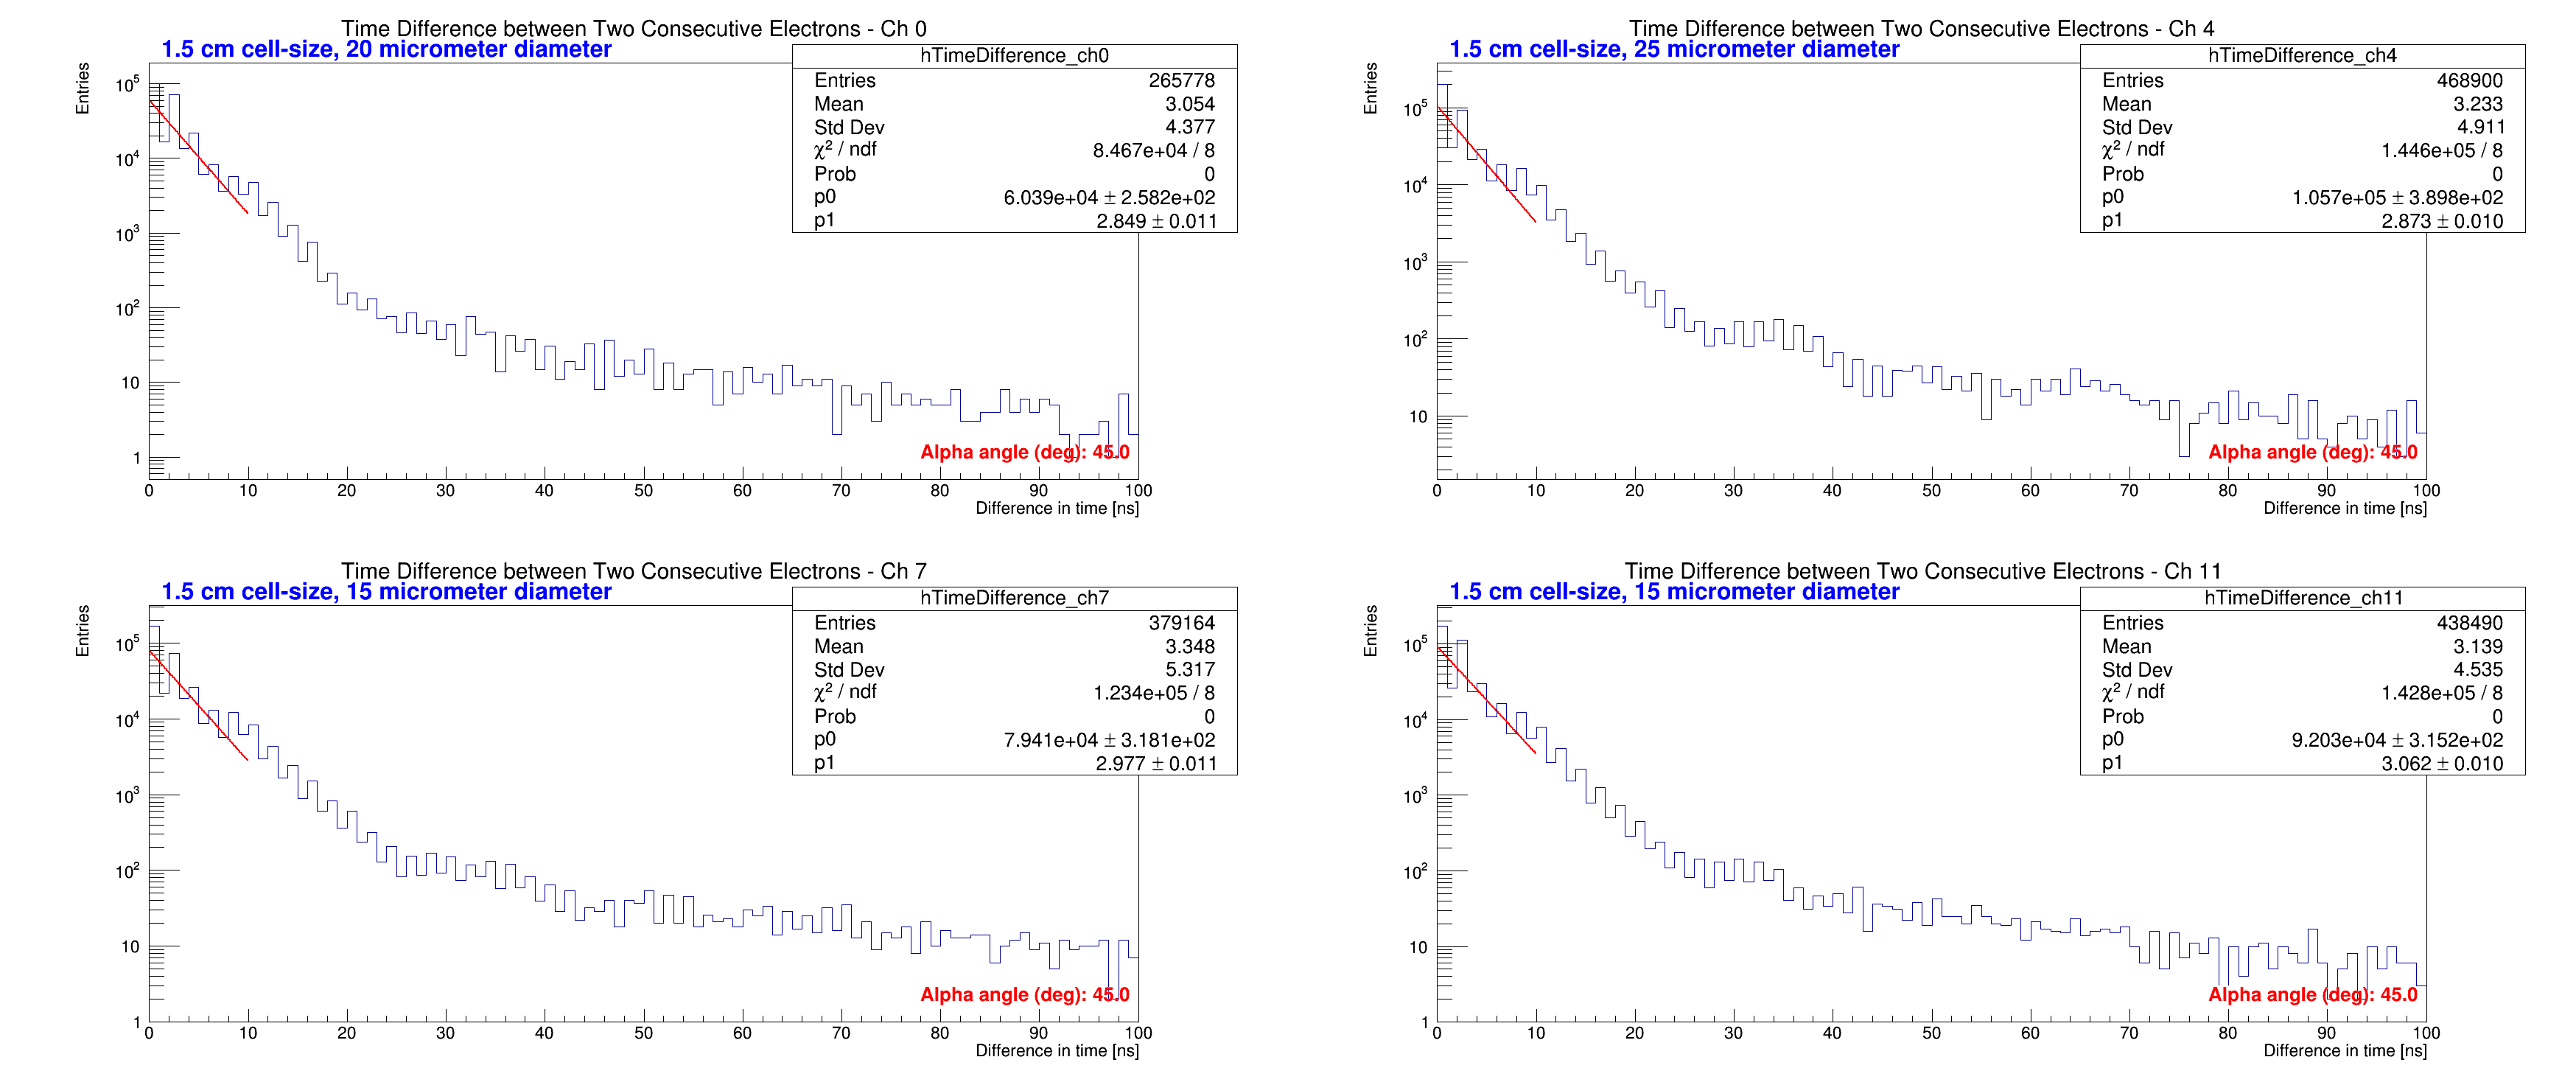 Time Difference between Two Consecutive Electrons - Ch 0
1.5 cm cell-size, 20 micrometer diameter
hTimeDifference_ch0
Entries 265778
Mean 3.054
Std Dev 4.377
χ² / ndf 8.467e+04 / 8
Prob 0
p0 6.039e+04 ± 2.582e+02
p1 2.849 ± 0.011
Entries
10⁵
10⁴
10³
10²
10
1
Alpha angle (deg): 45.0
0 10 20 30 40 50 60 70 80 90 100
Difference in time [ns]
Time Difference between Two Consecutive Electrons - Ch 4
1.5 cm cell-size, 25 micrometer diameter
hTimeDifference_ch4
Entries 468900
Mean 3.233
Std Dev 4.911
χ² / ndf 1.446e+05 / 8
Prob 0
p0 1.057e+05 ± 3.898e+02
p1 2.873 ± 0.010
Entries
10⁵
10⁴
10³
10²
10
Alpha angle (deg): 45.0
0 10 20 30 40 50 60 70 80 90 100
Difference in time [ns]
Time Difference between Two Consecutive Electrons - Ch 7
1.5 cm cell-size, 15 micrometer diameter
hTimeDifference_ch7
Entries 379164
Mean 3.348
Std Dev 5.317
χ² / ndf 1.234e+05 / 8
Prob 0
p0 7.941e+04 ± 3.181e+02
p1 2.977 ± 0.011
Entries
10⁵
10⁴
10³
10²
10
1
Alpha angle (deg): 45.0
0 10 20 30 40 50 60 70 80 90 100
Difference in time [ns]
Time Difference between Two Consecutive Electrons - Ch 11
1.5 cm cell-size, 15 micrometer diameter
hTimeDifference_ch11
Entries 438490
Mean 3.139
Std Dev 4.535
χ² / ndf 1.428e+05 / 8
Prob 0
p0 9.203e+04 ± 3.152e+02
p1 3.062 ± 0.010
Entries
10⁵
10⁴
10³
10²
10
1
Alpha angle (deg): 45.0
0 10 20 30 40 50 60 70 80 90 100
Difference in time [ns]